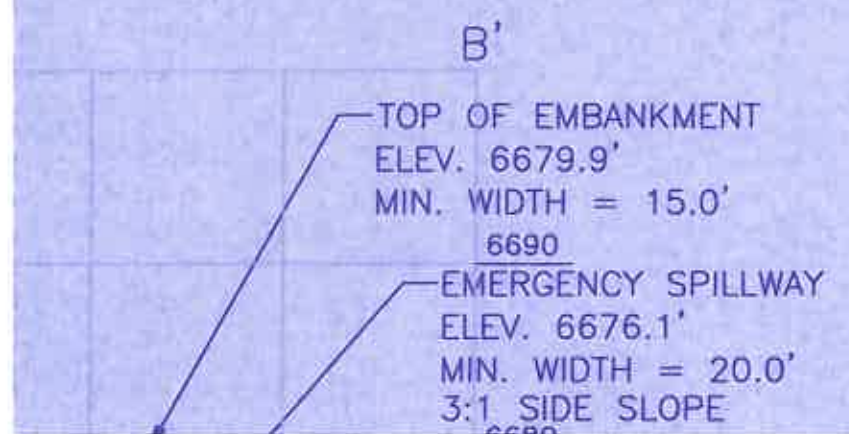 B'
TOP OF EMBANKMENT
ELEV. 6679.9'
MIN. WIDTH = 15.0'
6690
EMERGENCY SPILLWAY
ELEV. 6676.1'
MIN. WIDTH = 20.0'
3:1 SIDE SLOPE
6680